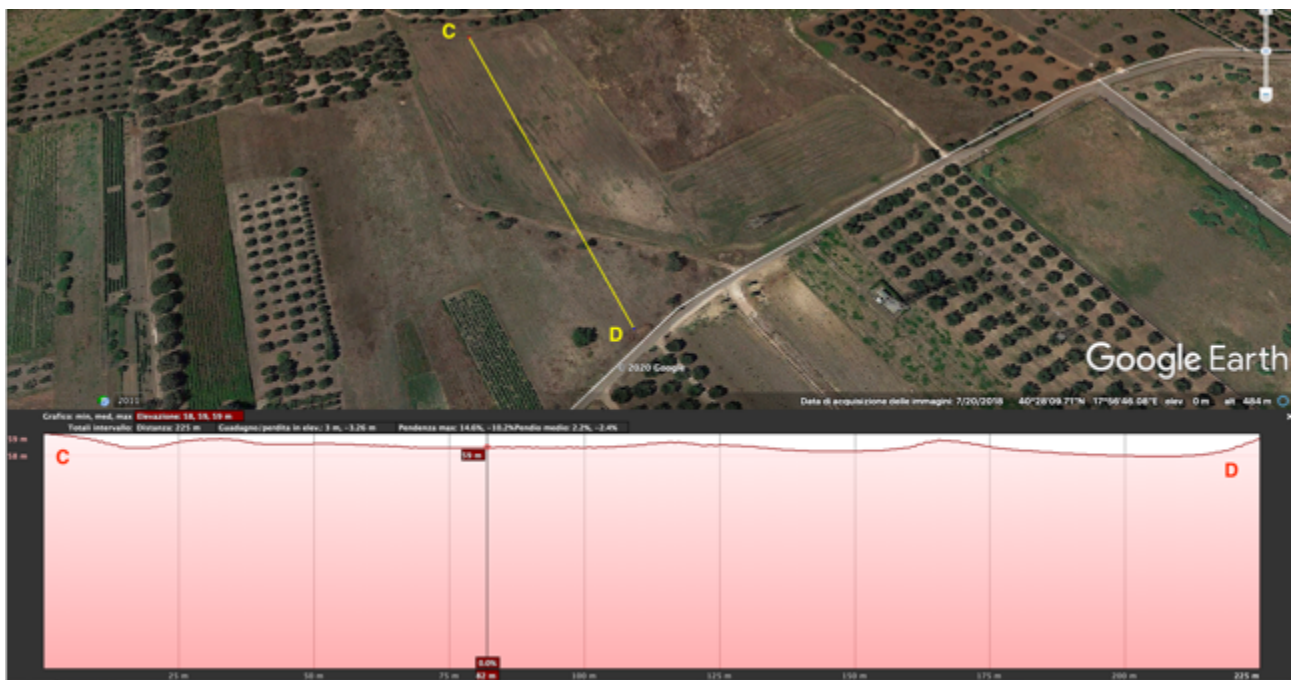 C
D
© 2020 Google
Google Earth
2011
Data di acquisizione delle immagini: 7/20/2018 40°28'09.71"N 17°56'46.08"E elev 0 m alt 484 m
Grafico: min, med, max Elevazione: 58, 59, 59 m
Totali intervallo: Distanza: 225 m Guadagno/perdita in elev.: 3 m, -3.26 m Pendenza max: 14.6%, -10.2% Pendio medio: 2.2%, -2.4%
59 m
58 m
C
59 m
D
0.0%
25 m 50 m 75 m 82 m 100 m 125 m 150 m 175 m 200 m 225 m